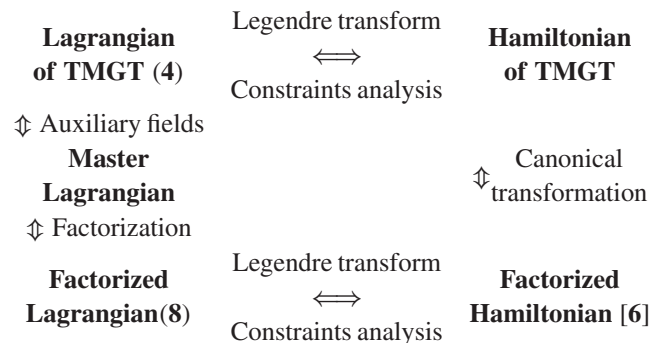 Lagrangian of TMGT (4)
Legendre transform
⟺
Constraints analysis
Hamiltonian of TMGT
⇕ Auxiliary fields
Master Lagrangian
⇕ Factorization
⇕ Canonical transformation
Factorized Lagrangian(8)
Legendre transform
⟺
Constraints analysis
Factorized Hamiltonian [6]